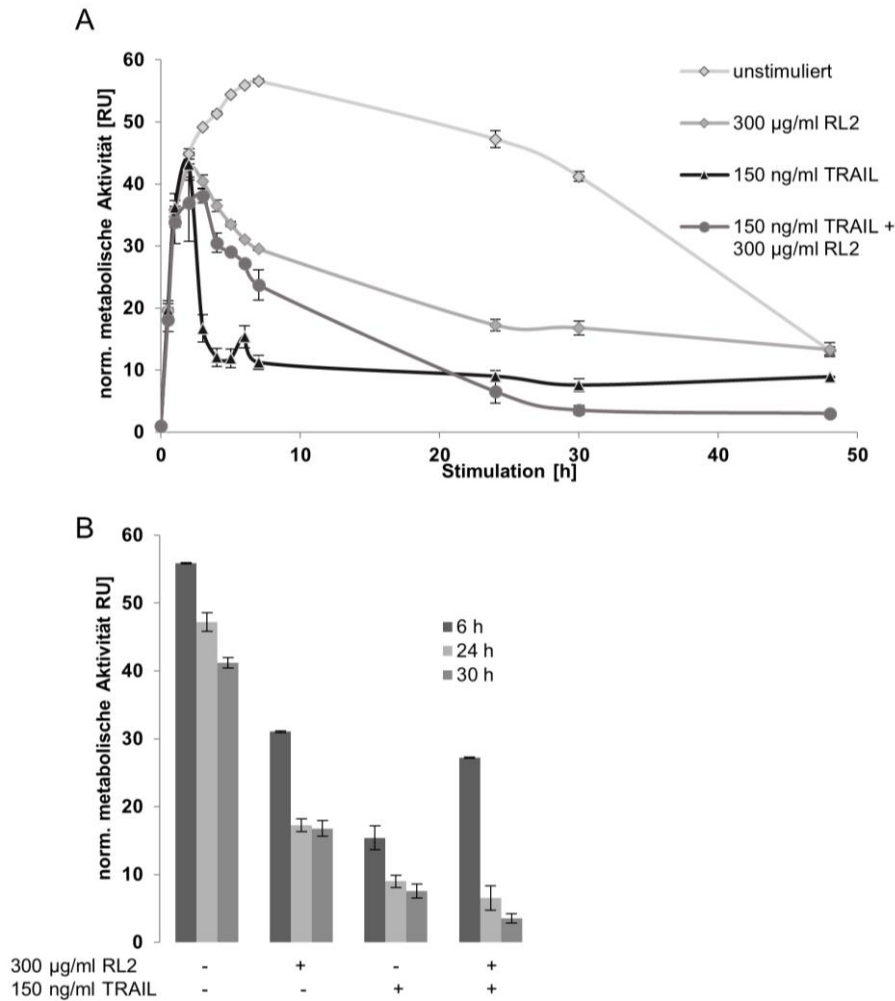 A
60
50
40
30
20
10
0
norm. metabolische Aktivität [RU]
0
10
20
30
40
50
Stimulation [h]
unstimuliert
300 µg/ml RL2
150 ng/ml TRAIL
150 ng/ml TRAIL +
300 µg/ml RL2
B
60
50
40
30
20
10
0
norm. metabolische Aktivität RU]
6 h
24 h
30 h
300 µg/ml RL2 - + - +
150 ng/ml TRAIL - - + +